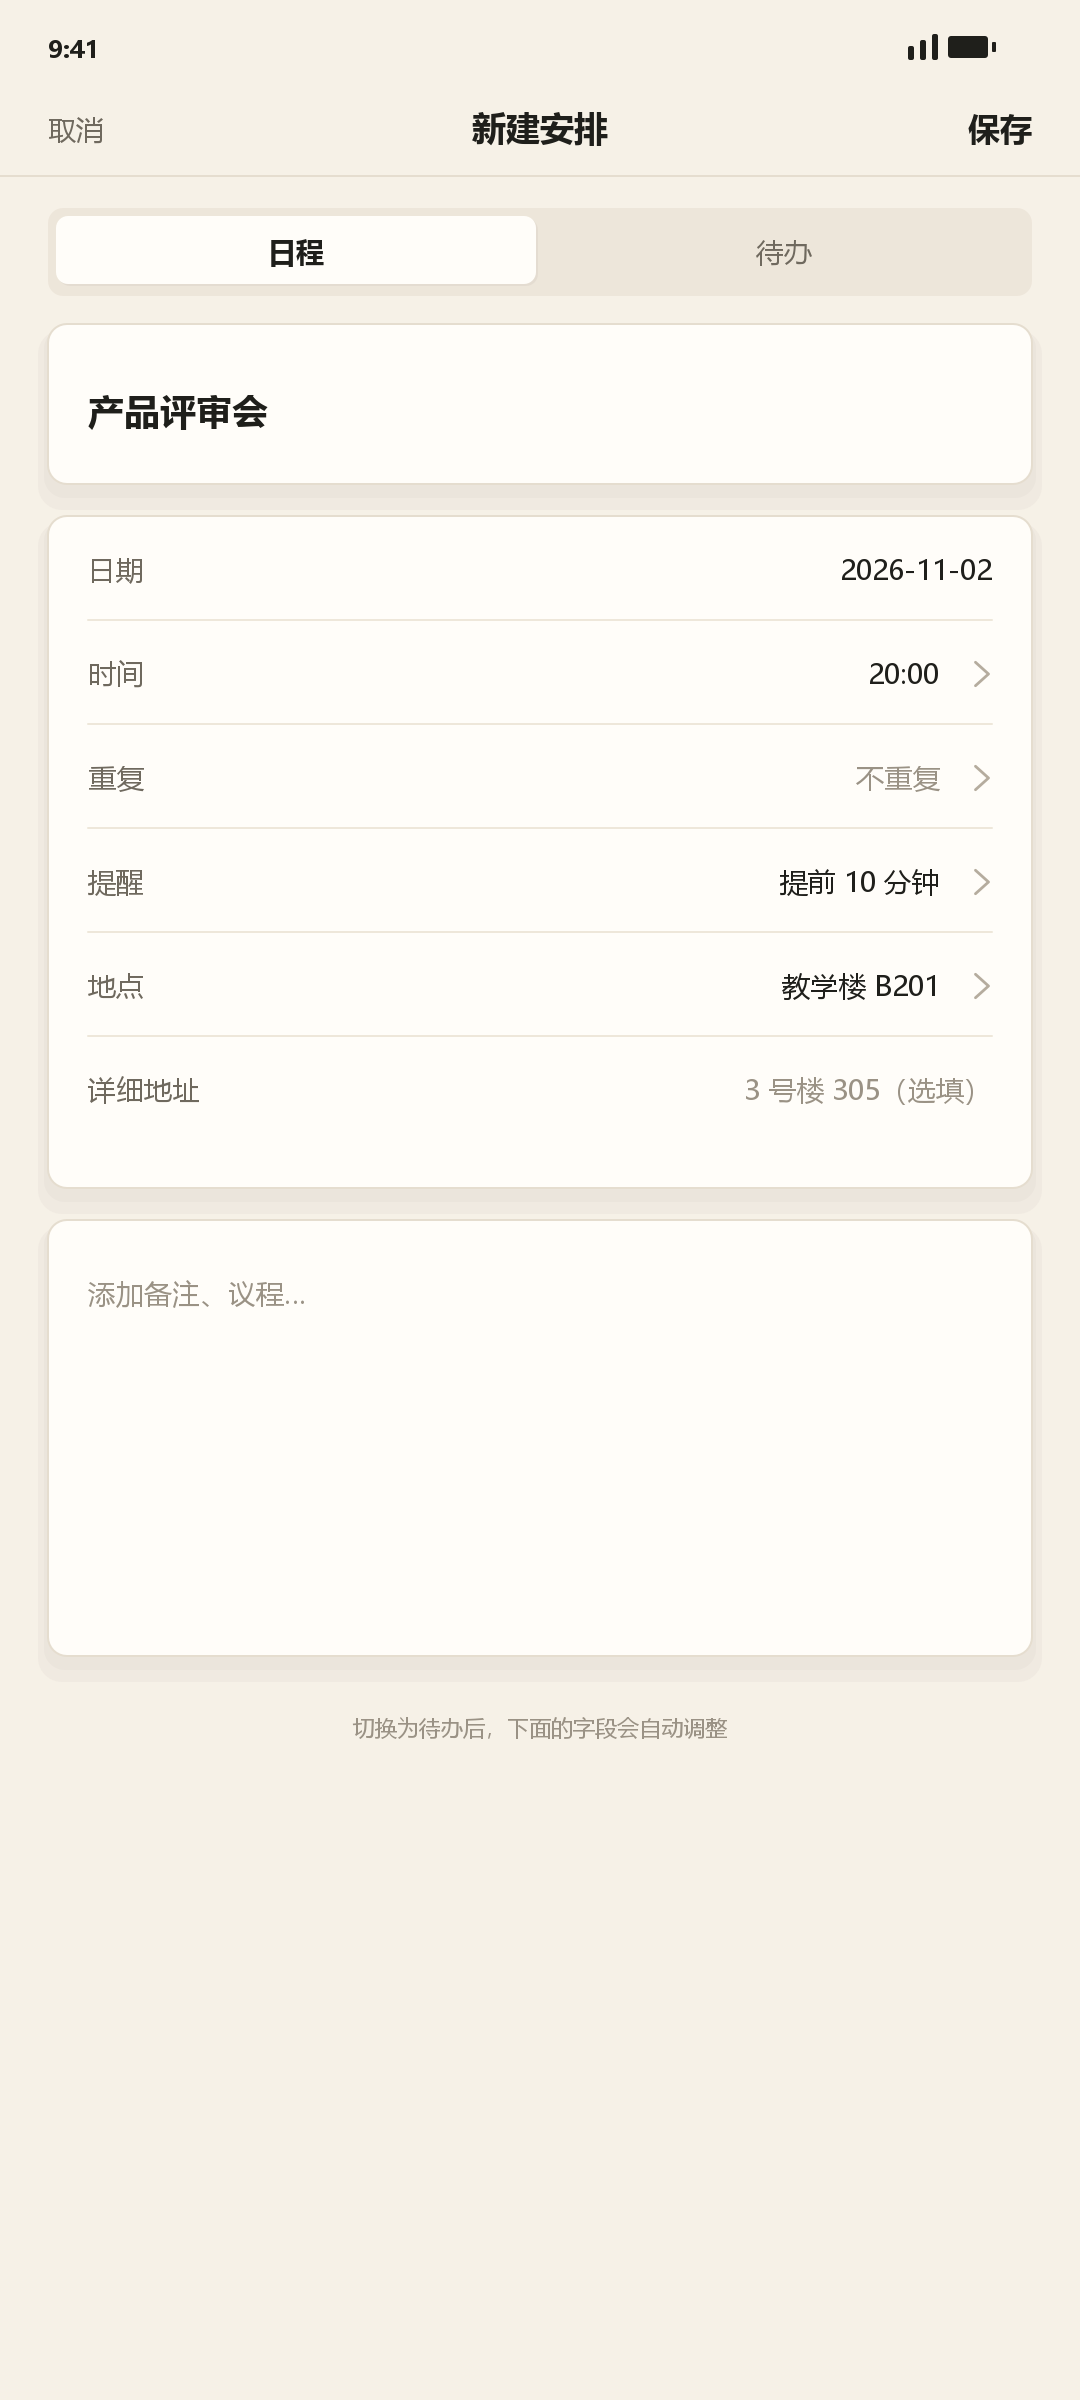 9:41
取消 新建安排 保存
日程 待办
产品评审会
日期 2026-11-02
时间 20:00
重复 不重复
提醒 提前 10 分钟
地点 教学楼 B201
详细地址 3 号楼 305（选填）
添加备注、议程...
切换为待办后，下面的字段会自动调整